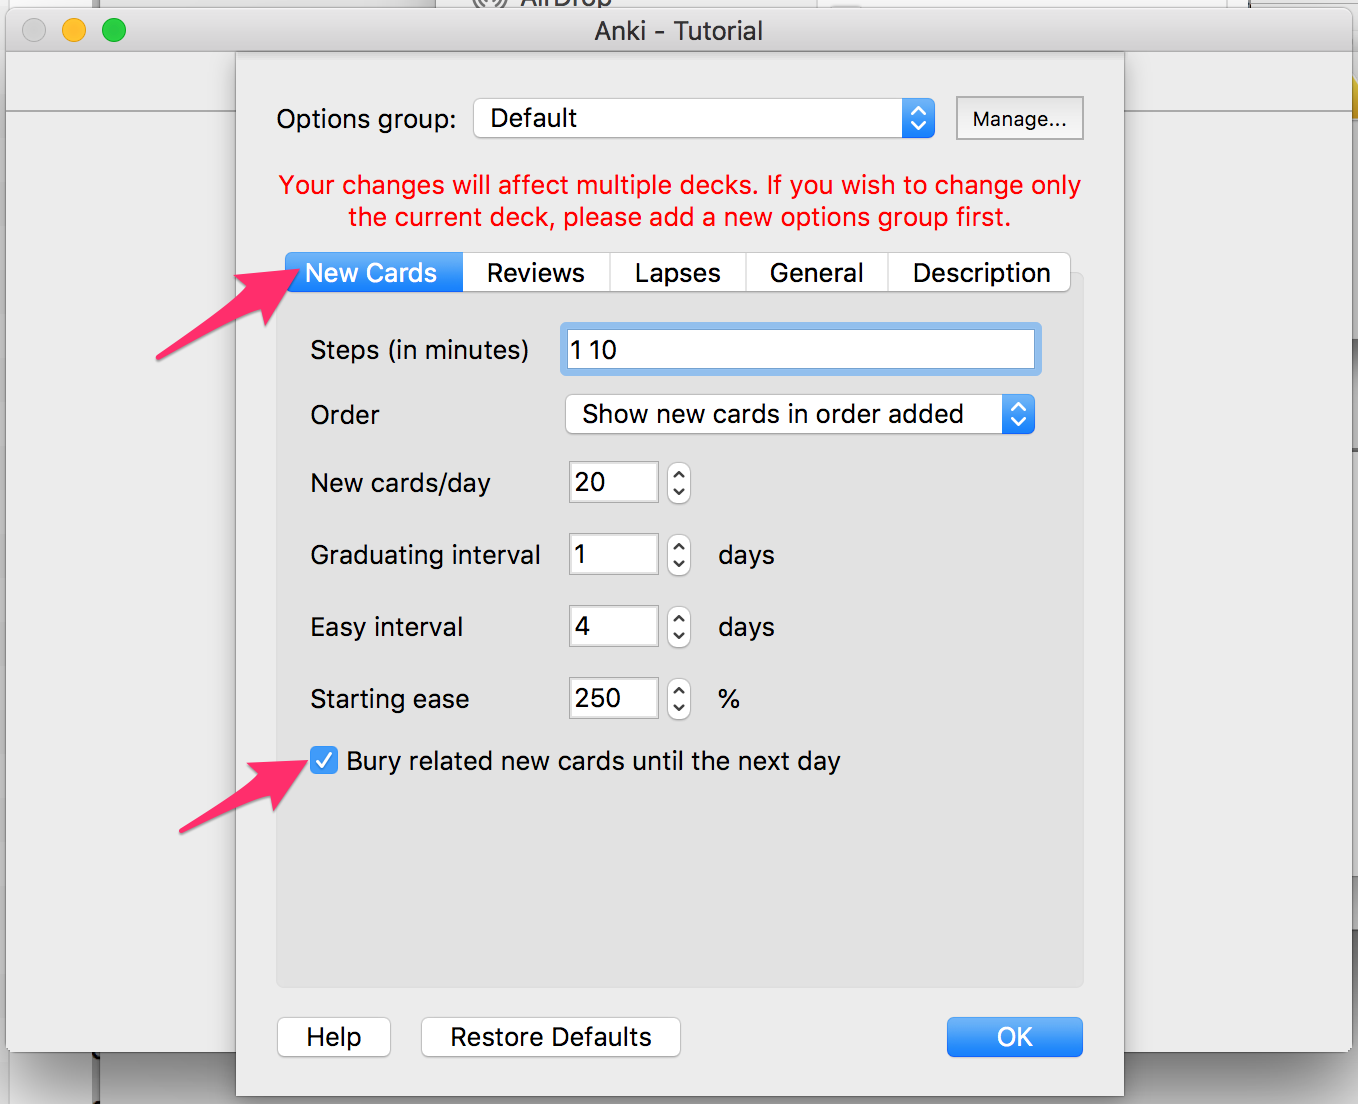 AirDrop
Anki - Tutorial
Options group: Default Manage...
Your changes will affect multiple decks. If you wish to change only
the current deck, please add a new options group first.
New Cards Reviews Lapses General Description
Steps (in minutes) 1 10
Order Show new cards in order added
New cards/day 20
Graduating interval 1 days
Easy interval 4 days
Starting ease 250 %
Bury related new cards until the next day
Help Restore Defaults OK